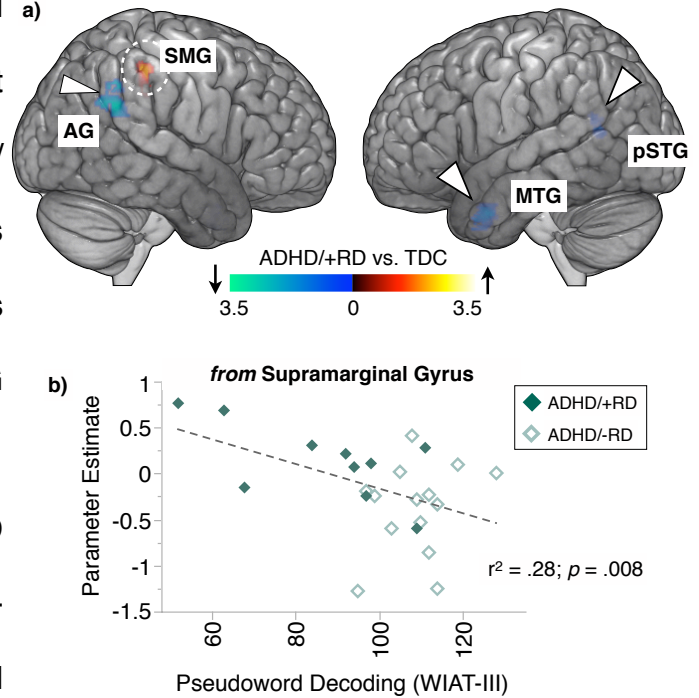 a)
SMG
AG
pSTG
MTG
ADHD/+RD vs. TDC
3.5 0 3.5
b)
from Supramarginal Gyrus
ADHD/+RD
ADHD/-RD
1
0.5
0
-0.5
-1
-1.5
Parameter Estimate
r² = .28; p = .008
60 80 100 120
Pseudoword Decoding (WIAT-III)